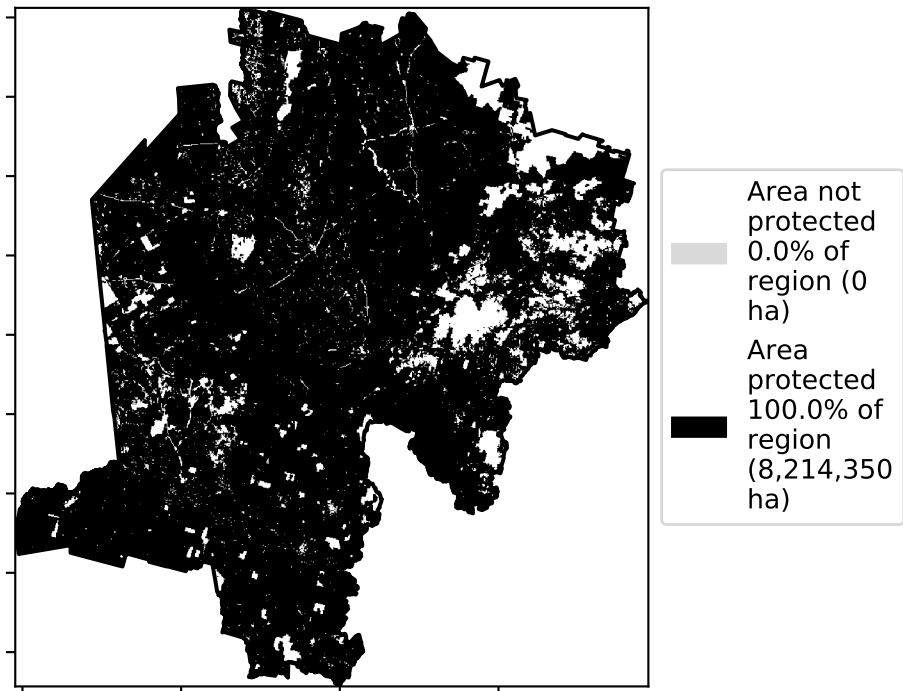 Area not
protected
0.0% of
region (0
ha)
Area
protected
100.0% of
region
(8,214,350
ha)